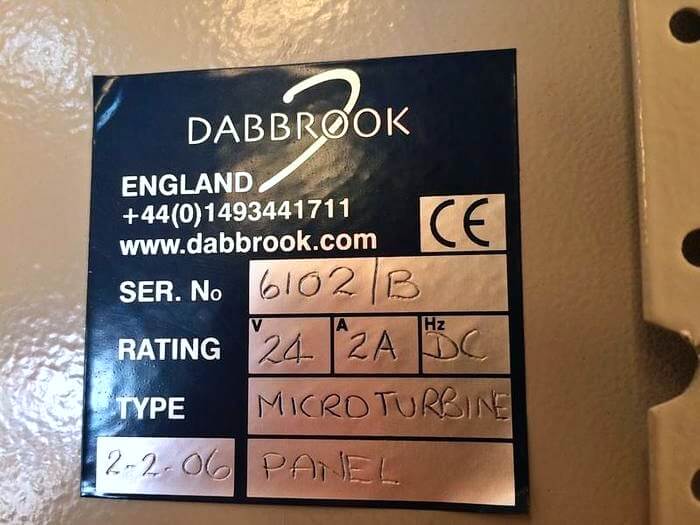 DABBROOK
ENGLAND
+44(0)1493441711
www.dabbrook.com
CE
SER. No 6102/B
RATING V 24 A 2A Hz DC
TYPE MICROTURBINE
2-2-06 PANEL